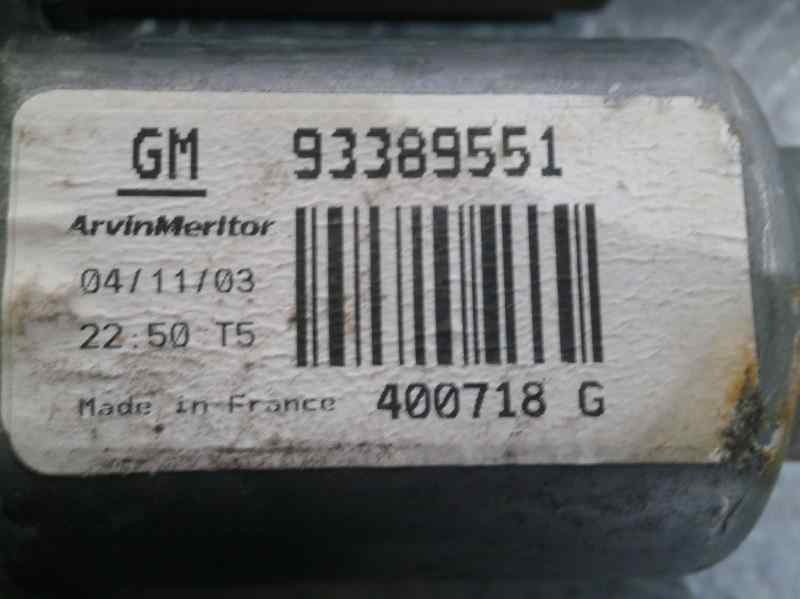 GM 93389551
ArvinMeritor
04/11/03
22:50 T5
Made in France 400718 G